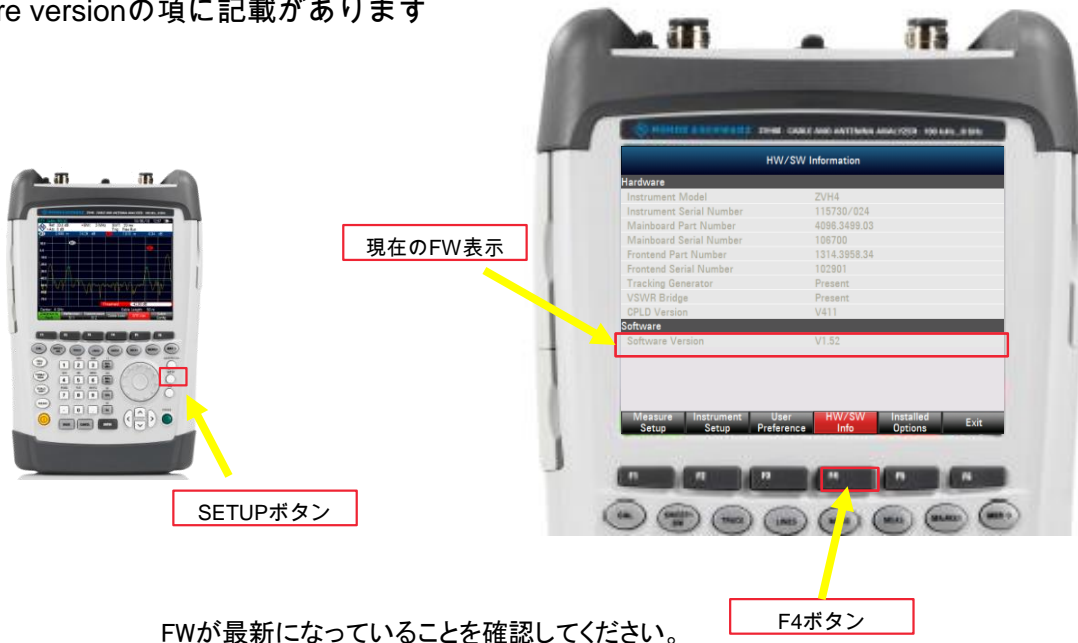 re versionの項に記載があります
HW/SW Information
Hardware
Instrument Model ZVH4
Instrument Serial Number 115730/024
Mainboard Part Number 4096.3499.03
Mainboard Serial Number 106700
Frontend Part Number 1314.3958.34
Frontend Serial Number 102901
Tracking Generator Present
VSWR Bridge Present
CPLD Version V411
Software
Software Version V1.52
Measure Setup Instrument Setup User Preference HW/SW Info Installed Options Exit
F1 F2 F3 F4 F5 F6
CAL TRACE LINES MEAS
現在のFW表示
SETUPボタン
F4ボタン
FWが最新になっていることを確認してください。